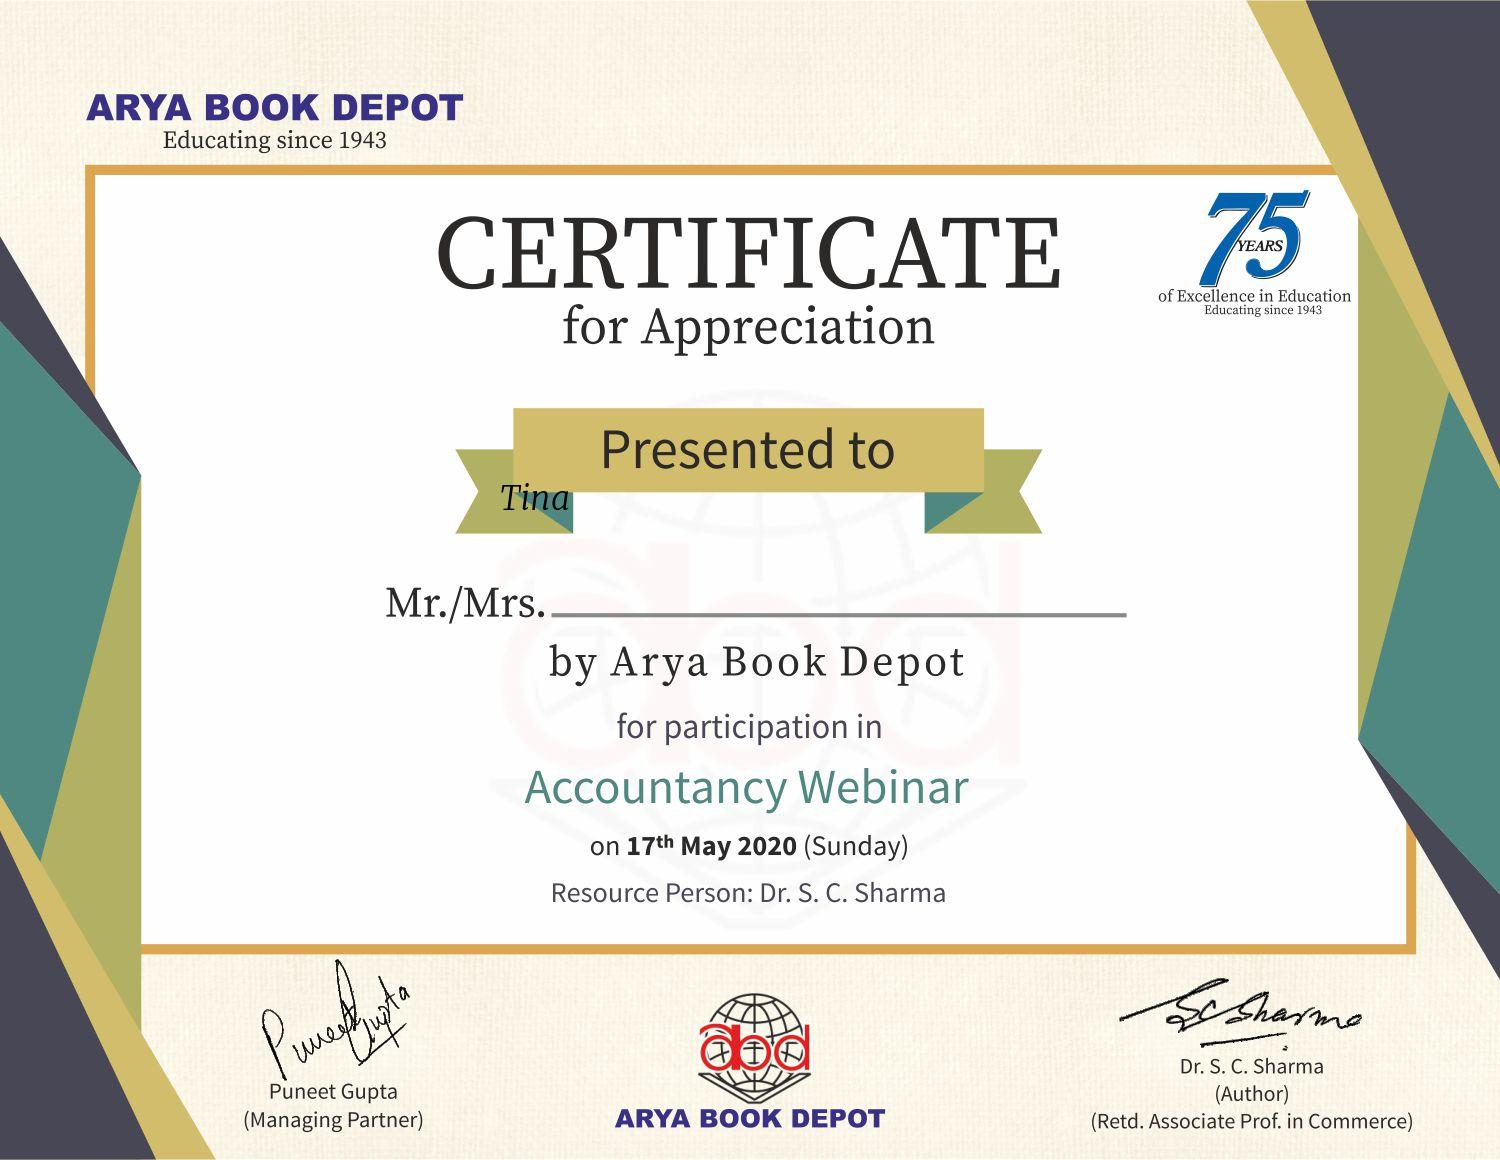 ARYA BOOK DEPOT
Educating since 1943
CERTIFICATE
for Appreciation
75
YEARS
of Excellence in Education
Educating since 1943
Presented to
Tina
Mr./Mrs.
by Arya Book Depot
for participation in
Accountancy Webinar
on 17th May 2020 (Sunday)
Resource Person: Dr. S. C. Sharma
Puneet Gupta
Puneet Gupta
(Managing Partner)
abd
ARYA BOOK DEPOT
SC Sharma
Dr. S. C. Sharma
(Author)
(Retd. Associate Prof. in Commerce)